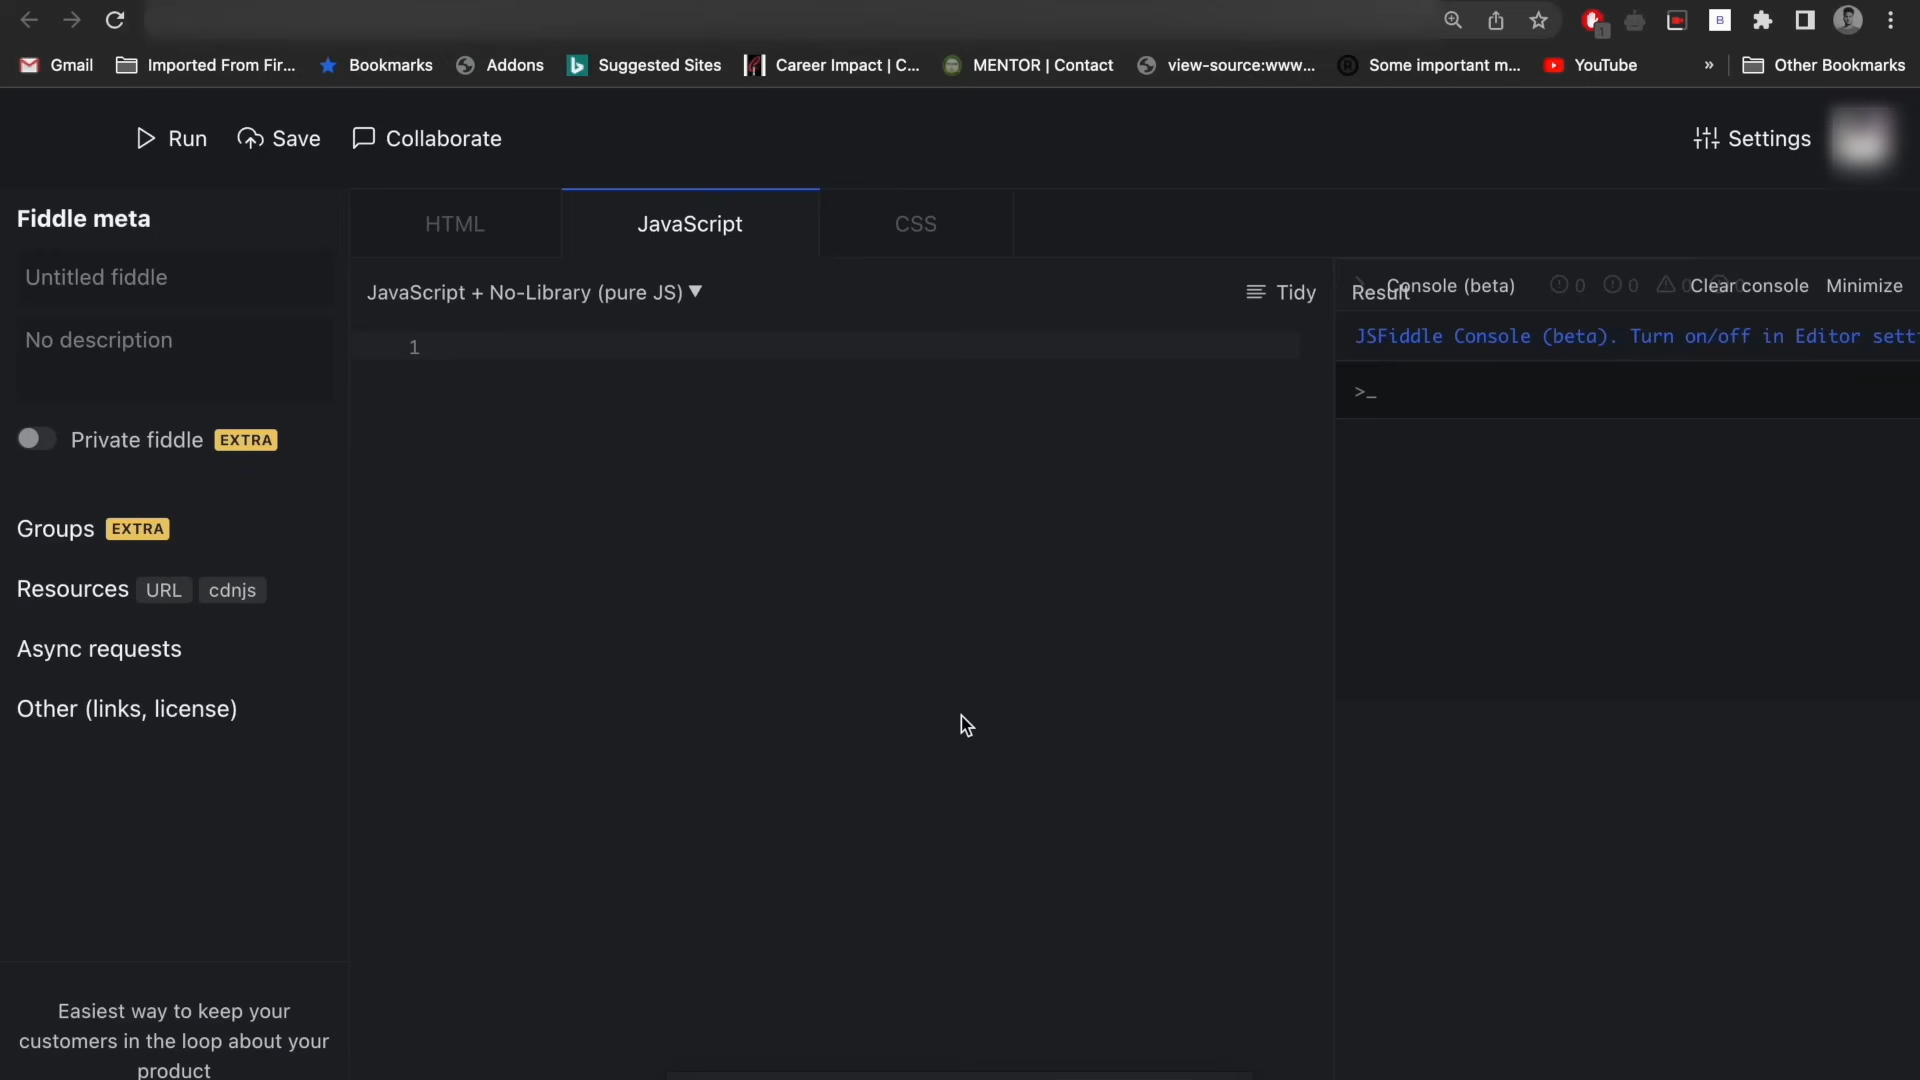 B
1
Gmail
Imported From Fir...
Bookmarks
Addons
Suggested Sites
Career Impact | C...
MENTOR | Contact
view-source:www...
Some important m...
YouTube
»
Other Bookmarks
Run
Save
Collaborate
Settings
Fiddle meta
Untitled fiddle
No description
Private fiddle EXTRA
Groups EXTRA
Resources URL cdnjs
Async requests
Other (links, license)
Easiest way to keep your
customers in the loop about your
product
HTML
JavaScript
CSS
JavaScript + No-Library (pure JS) ▼
Tidy
1
Result
Console (beta)
0
0
0
Clear console
Minimize
JSFiddle Console (beta). Turn on/off in Editor sett
>_